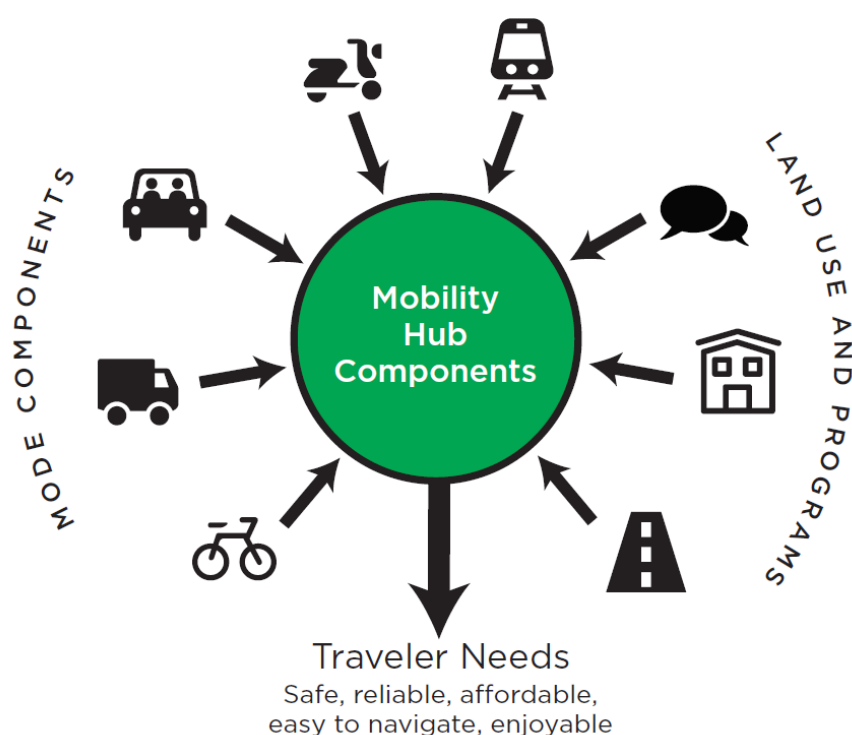 MODE COMPONENTS
LAND USE AND PROGRAMS
Mobility
Hub
Components
Traveler Needs
Safe, reliable, affordable,
easy to navigate, enjoyable